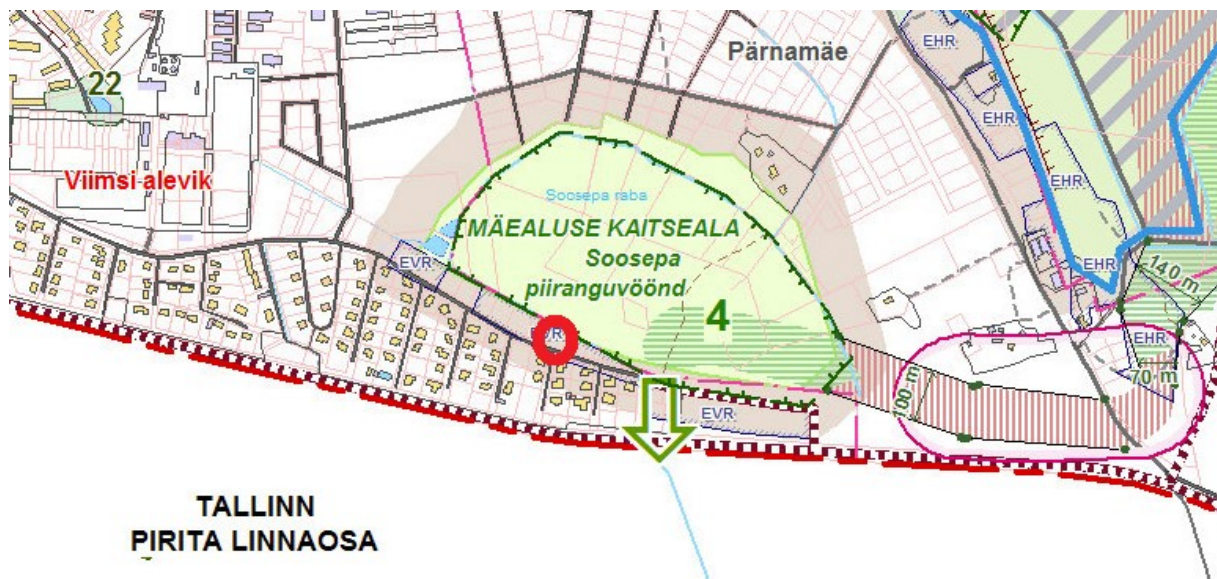 Pärnamäe
EHR
22
EHR
Viimsi alevik
EHR
Soosepa raba
MÄEALUSE KAITSEALA
Soosepa
piiranguvöönd
EVR
EHR
140 m
4
EHR
70 m
100 m
EVR
TALLINN
PIRITA LINNAOSA